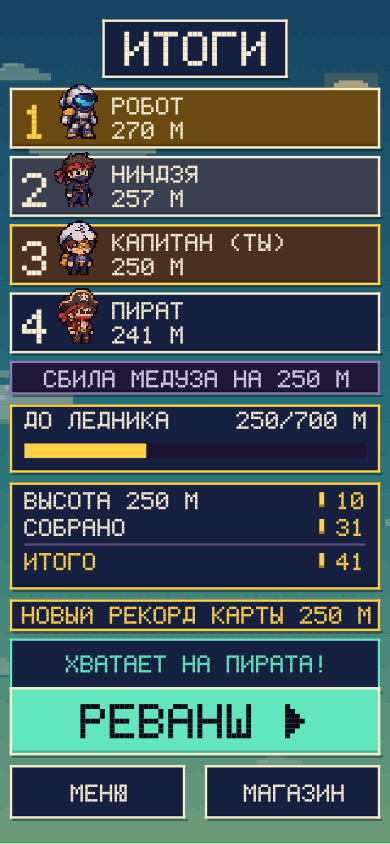 ИТОГИ
1 РОБОТ
270 М
2 НИНДЗЯ
257 М
3 КАПИТАН (ТЫ)
250 М
4 ПИРАТ
241 М
СБИЛА МЕДУЗА НА 250 М
ДО ЛЕДНИКА 250/700 М
ВЫСОТА 250 М 10
СОБРАНО 31
ИТОГО 41
НОВЫЙ РЕКОРД КАРТЫ 250 М
ХВАТАЕТ НА ПИРАТА!
РЕВАНШ
МЕНЮ
МАГАЗИН